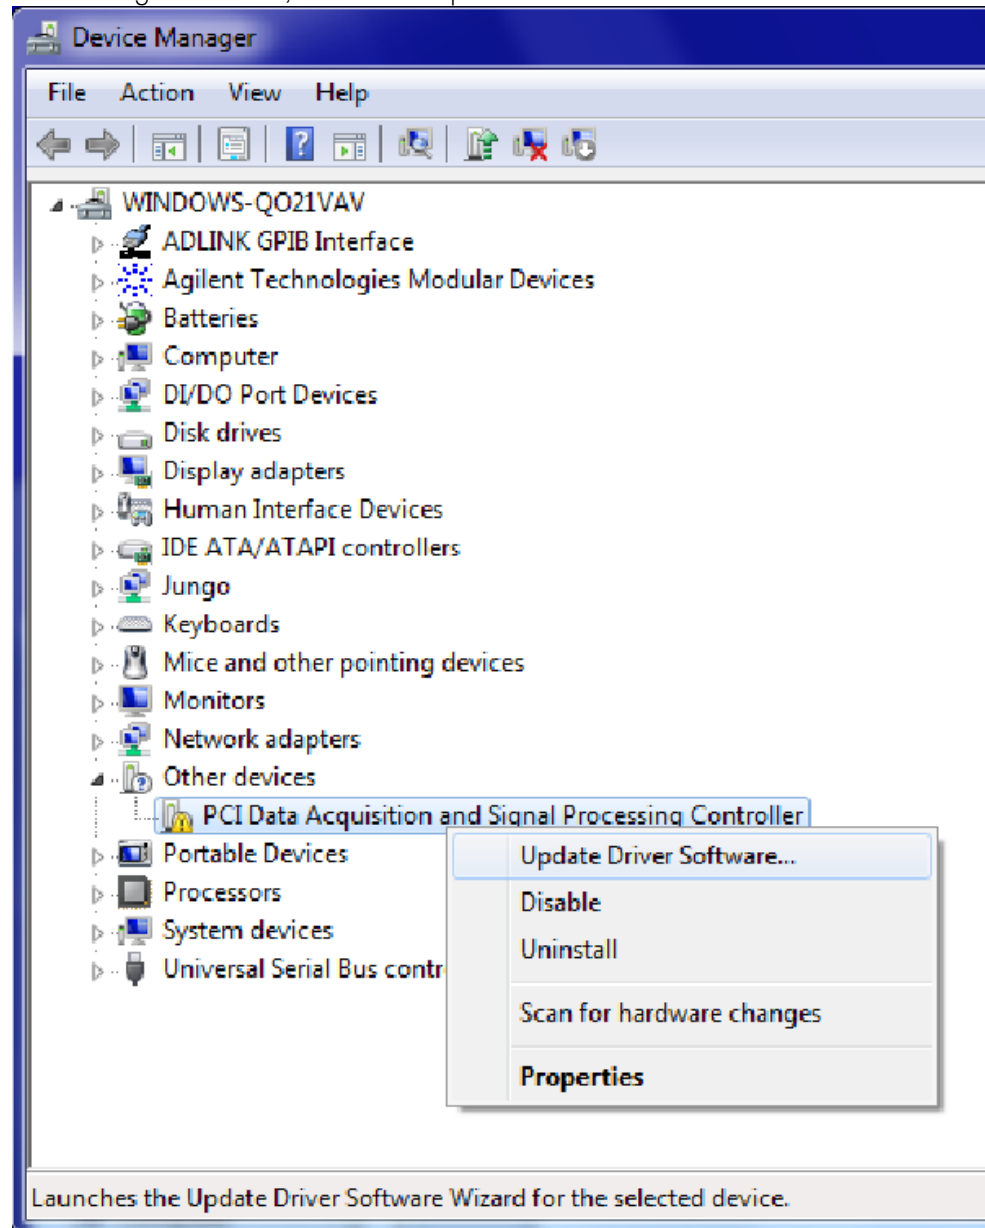 Device Manager
File Action View Help
WINDOWS-QO21VAV
ADLINK GPIB Interface
Agilent Technologies Modular Devices
Batteries
Computer
DI/DO Port Devices
Disk drives
Display adapters
Human Interface Devices
IDE ATA/ATAPI controllers
Jungo
Keyboards
Mice and other pointing devices
Monitors
Network adapters
Other devices
PCI Data Acquisition and Signal Processing Controller
Portable Devices
Processors
System devices
Universal Serial Bus contr
Update Driver Software...
Disable
Uninstall
Scan for hardware changes
Properties
Launches the Update Driver Software Wizard for the selected device.